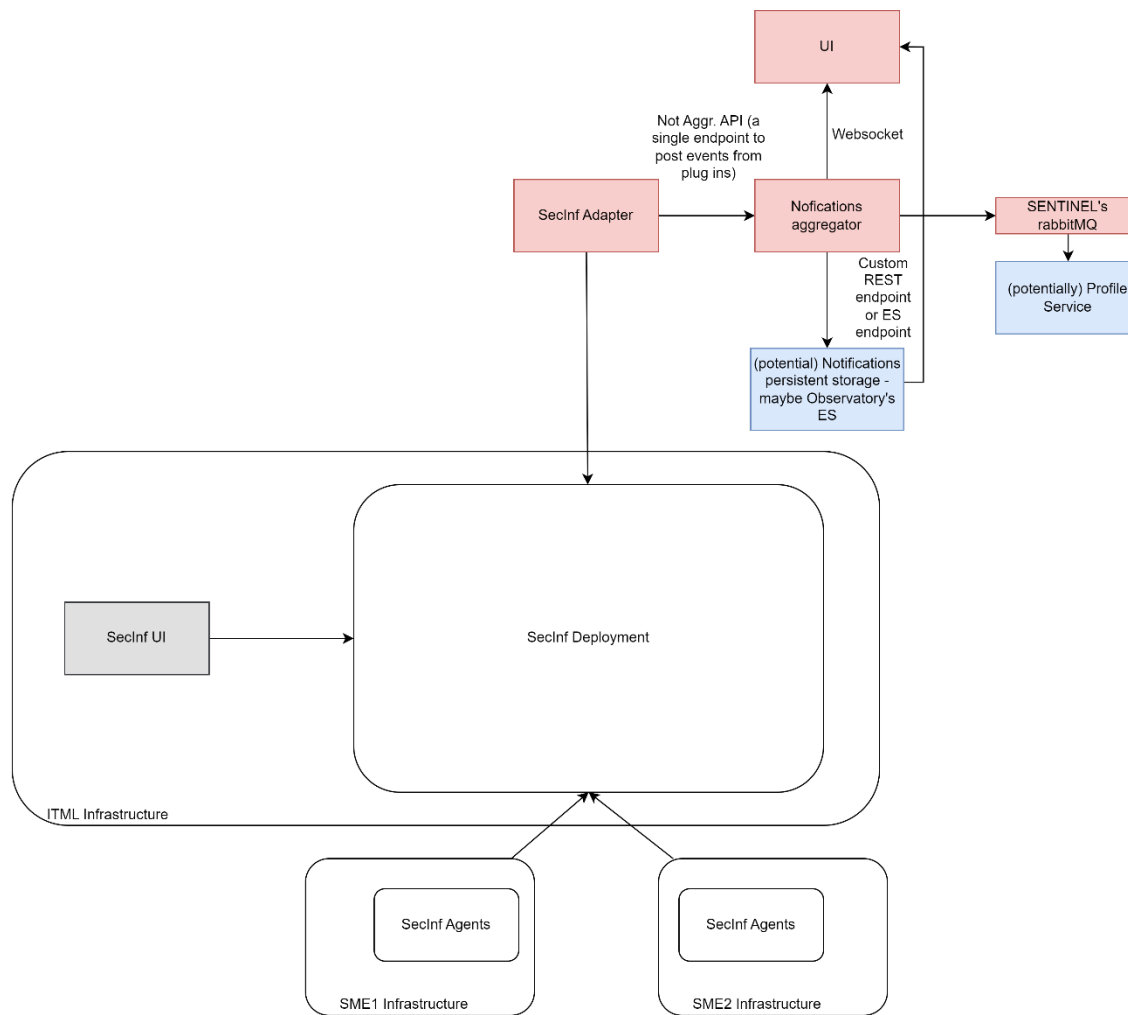 UI
Not Aggr. API (a
single endpoint to
post events from
plug ins)
Websocket
SecInf Adapter
Nofications
aggregator
SENTINEL's
rabbitMQ
Custom
REST
endpoint
or ES
endpoint
(potentially) Profile
Service
(potential) Notifications
persistent storage -
maybe Observatory's
ES
SecInf UI
SecInf Deployment
ITML Infrastructure
SecInf Agents
SecInf Agents
SME1 Infrastructure
SME2 Infrastructure